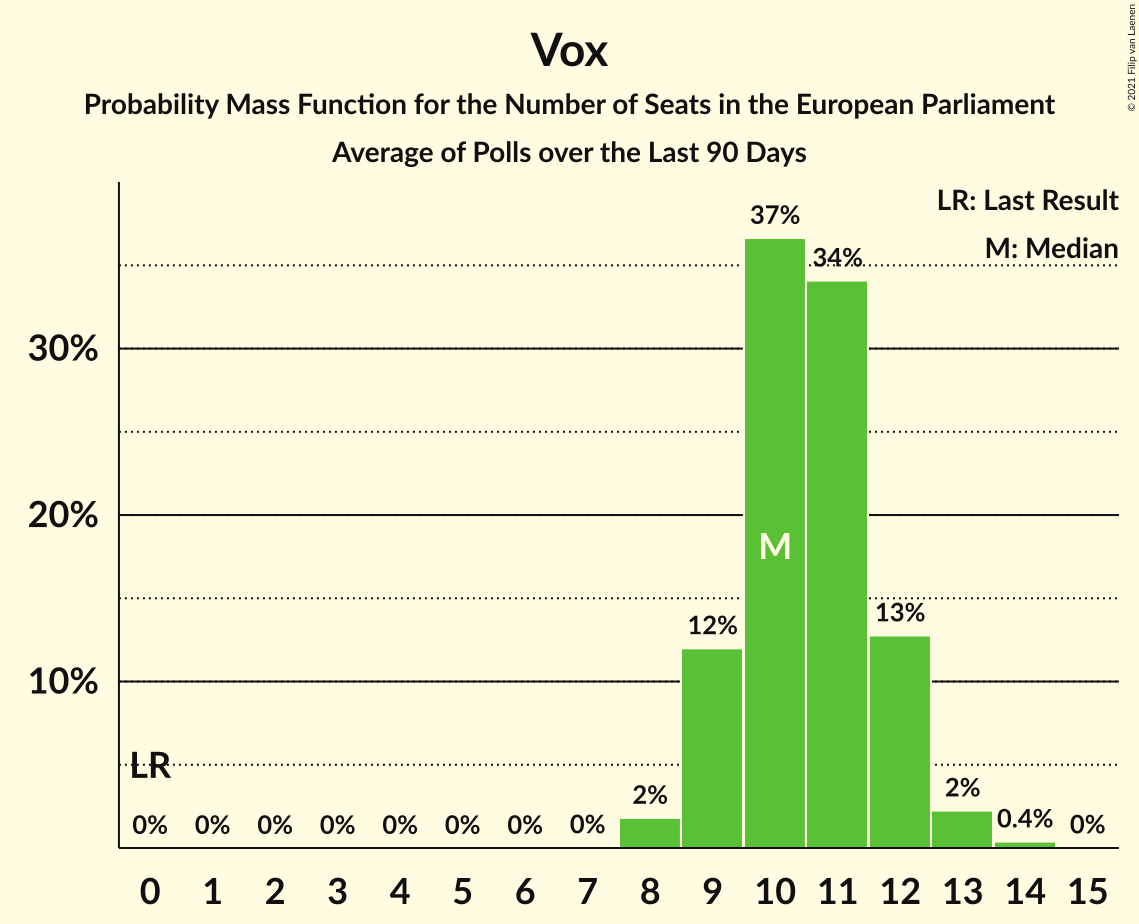 Vox
Probability Mass Function for the Number of Seats in the European Parliament
Average of Polls over the Last 90 Days
© 2021 Filip van Laenen
LR: Last Result
M: Median
37%
34%
30%
20%
M
13%
12%
10%
LR
2%
2%
0.4%
0% 0% 0% 0% 0% 0% 0% 0% 0%
0 1 2 3 4 5 6 7 8 9 10 11 12 13 14 15